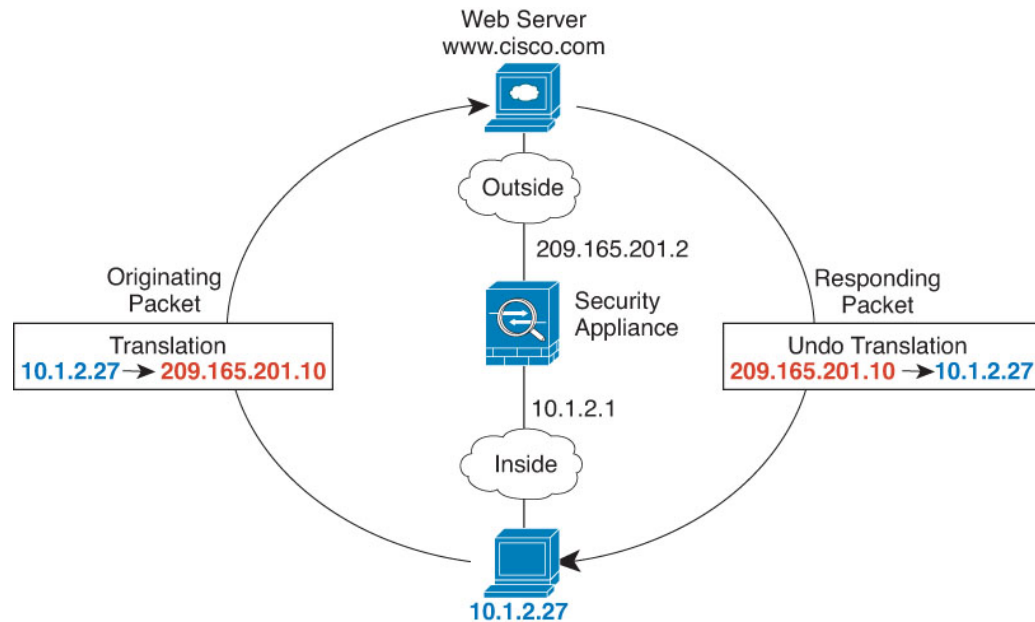 Web Server
www.cisco.com
Outside
209.165.201.2
Originating
Packet
Responding
Packet
Security
Appliance
Translation
10.1.2.27 209.165.201.10
Undo Translation
209.165.201.10 10.1.2.27
10.1.2.1
Inside
10.1.2.27